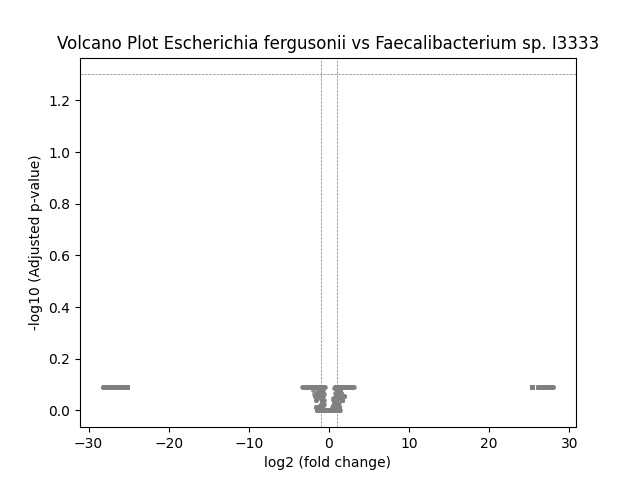 Volcano Plot Escherichia fergusonii vs Faecalibacterium sp. I3333
-log10 (Adjusted p-value)
1.2
1.0
0.8
0.6
0.4
0.2
0.0
−30 −20 −10 0 10 20 30
log2 (fold change)